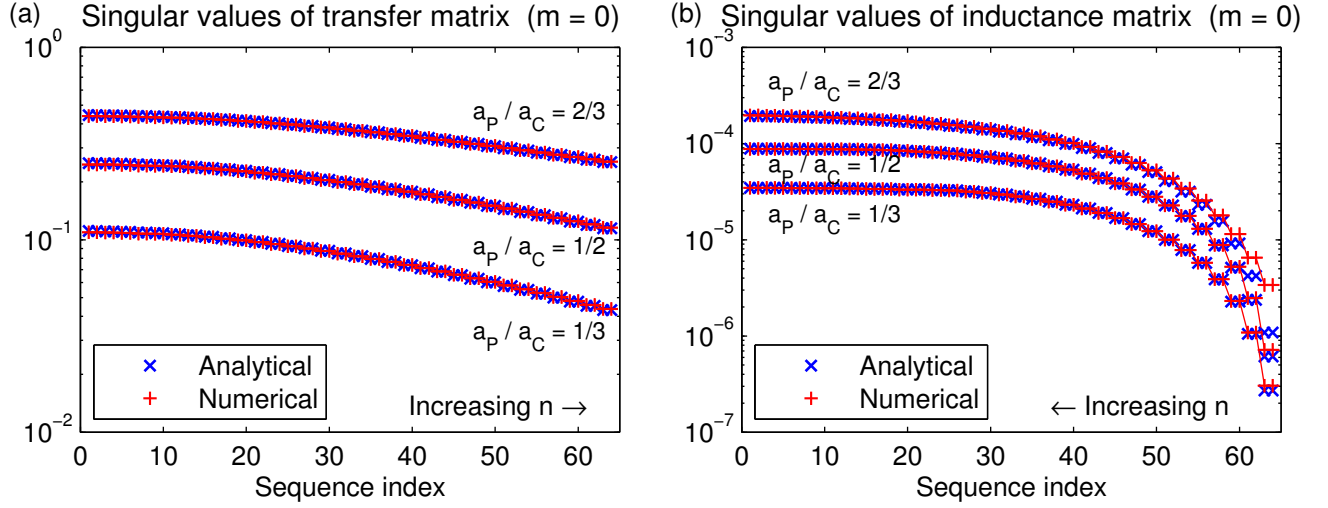 (a) Singular values of transfer matrix (m = 0)
10^0
10^-1
10^-2
a_P / a_C = 2/3
a_P / a_C = 1/2
a_P / a_C = 1/3
Analytical
Numerical
Increasing n →
0 10 20 30 40 50 60
Sequence index
(b) Singular values of inductance matrix (m = 0)
10^-3
10^-4
10^-5
10^-6
10^-7
a_P / a_C = 2/3
a_P / a_C = 1/2
a_P / a_C = 1/3
Analytical
Numerical
← Increasing n
0 10 20 30 40 50 60
Sequence index